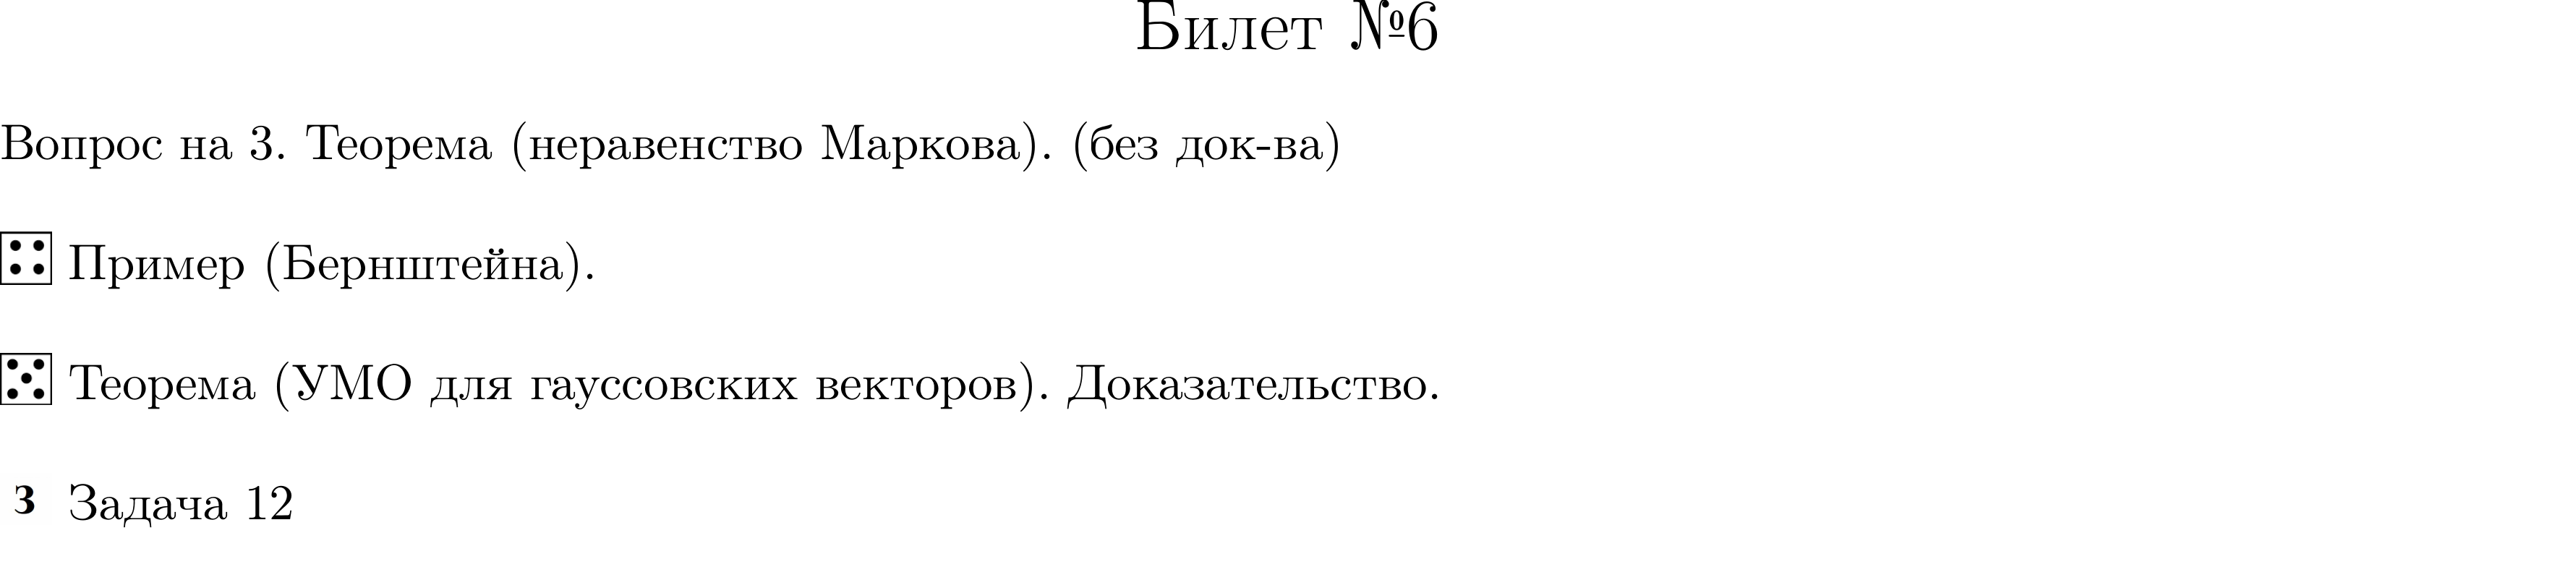 Билет №6
Вопрос на 3. Теорема (неравенство Маркова). (без док-ва)
Пример (Бернштейна).
Теорема (УМО для гауссовских векторов). Доказательство.
З Задача 12